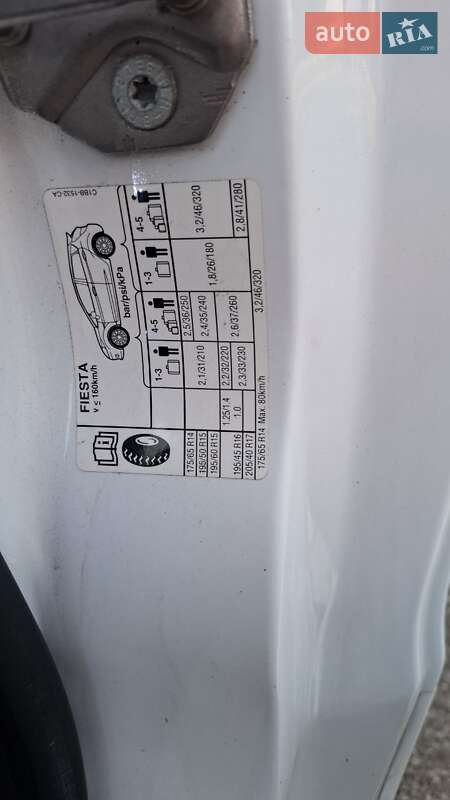 auto RIA.com
C1BB-1532-CA
FIESTA
v ≤ 160km/h
bar/psi/kPa
1-3 4-5 1-3 4-5
175/65 R14 2,5/36/250
195/50 R15 2,1/31/210 2,4/35/240 1,8/26/180 3,2/46/320
195/60 R15
1.25/1.4 2,2/32/220
195/45 R16 1.0 2,3/33/230 2,6/37/260 2,8/41/280
205/40 R17
175/65 R14 Max. 80km/h 3,2/46/320